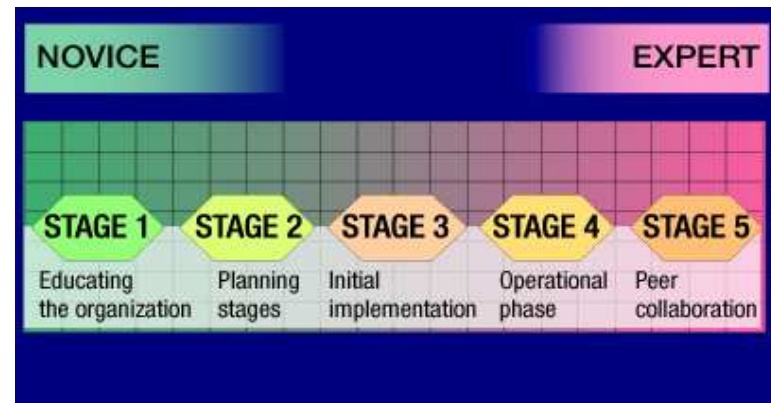 NOVICE
EXPERT
STAGE 1
STAGE 2
STAGE 3
STAGE 4
STAGE 5
Educating
the organization
Planning
stages
Initial
implementation
Operational
phase
Peer
collaboration